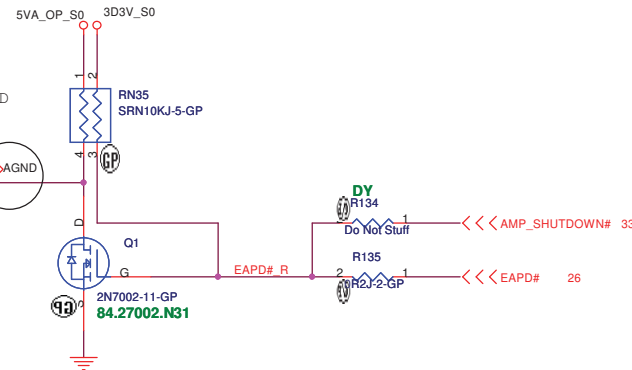 5VA_OP_S0
3D3V_S0
1
2
RN35
SRN10KJ-5-GP
D
4
3
GP
AGND
DY
R134
1
Do Not Stuff
AMP_SHUTDOWN# 33
D
Q1
G
EAPD#_R
R135
2
1
0R2J-2-GP
EAPD# 26
2N7002-11-GP
84.27002.N31
S
GP